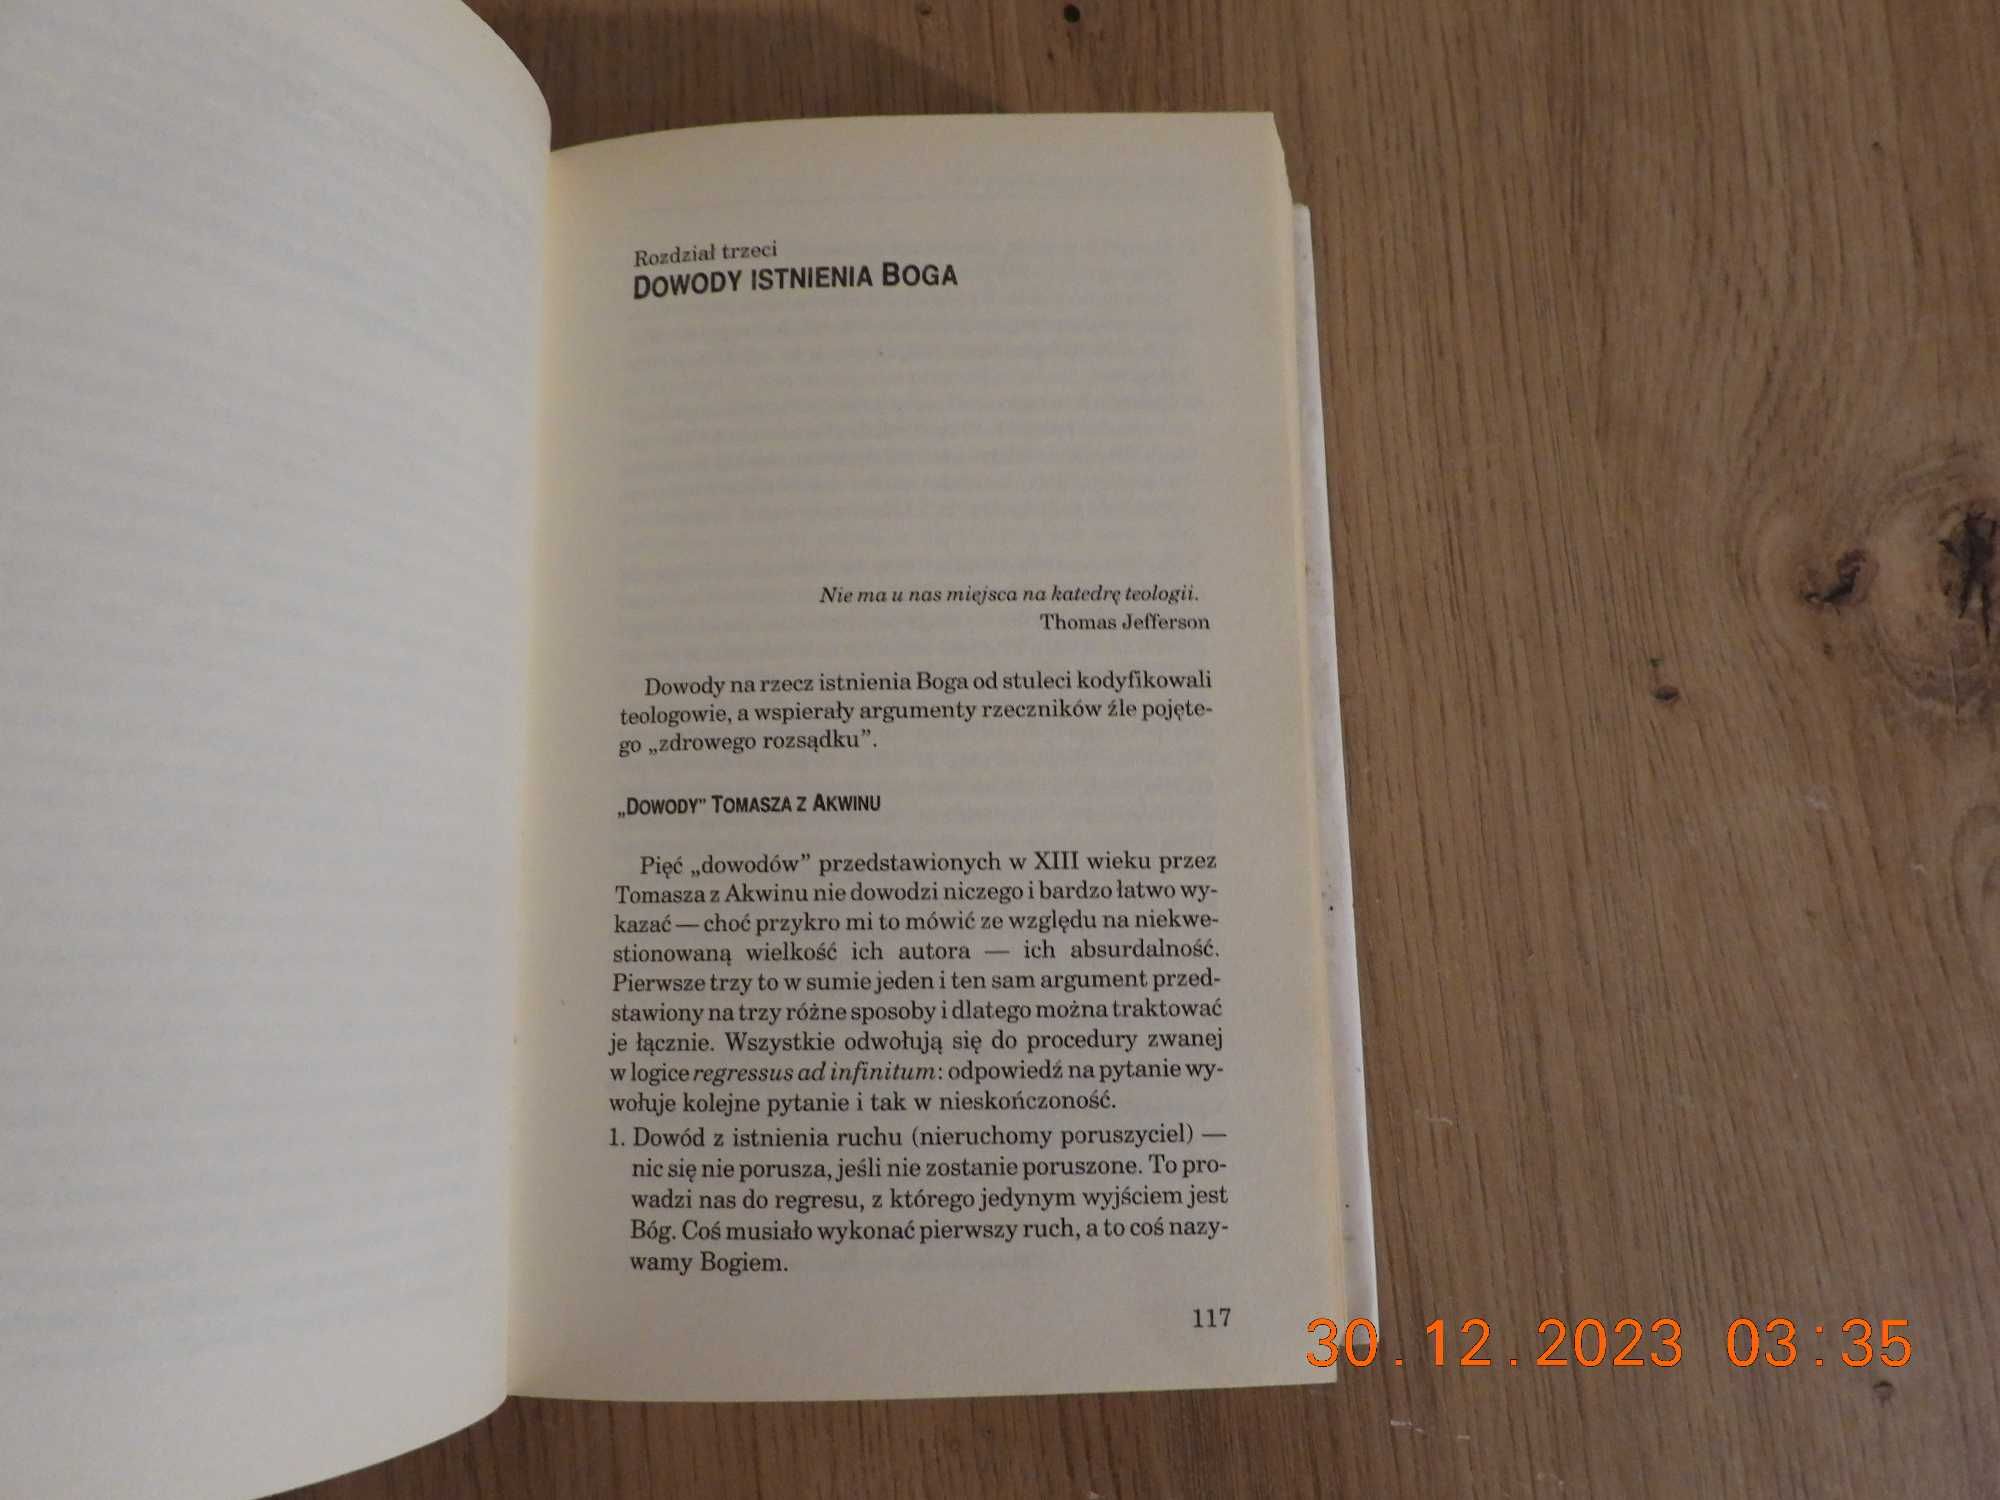 Rozdział trzeci
DOWODY ISTNIENIA BOGA
Nie ma u nas miejsca na katedrę teologii.
Thomas Jefferson
Dowody na rzecz istnienia Boga od stuleci kodyfikowali
teologowie, a wspierały argumenty rzeczników źle pojęte-
go „zdrowego rozsądku”.
„DOWODY” TOMASZA Z AKWINU
Pięć „dowodów” przedstawionych w XIII wieku przez
Tomasza z Akwinu nie dowodzi niczego i bardzo łatwo wy-
kazać — choć przykro mi to mówić ze względu na niekwe-
stionowaną wielkość ich autora — ich absurdalność.
Pierwsze trzy to w sumie jeden i ten sam argument przed-
stawiony na trzy różne sposoby i dlatego można traktować
je łącznie. Wszystkie odwołują się do procedury zwanej
w logice regressus ad infinitum: odpowiedź na pytanie wy-
wołuje kolejne pytanie i tak w nieskończoność.
1. Dowód z istnienia ruchu (nieruchomy poruszyciel) —
nic się nie porusza, jeśli nie zostanie poruszone. To pro-
wadzi nas do regresu, z którego jedynym wyjściem jest
Bóg. Coś musiało wykonać pierwszy ruch, a to coś nazy-
wamy Bogiem.
117
30.12.2023 03:35